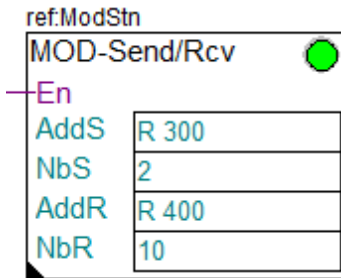 ref:ModStn
MOD-Send/Rcv
En
AddS R 300
NbS 2
AddR R 400
NbR 10